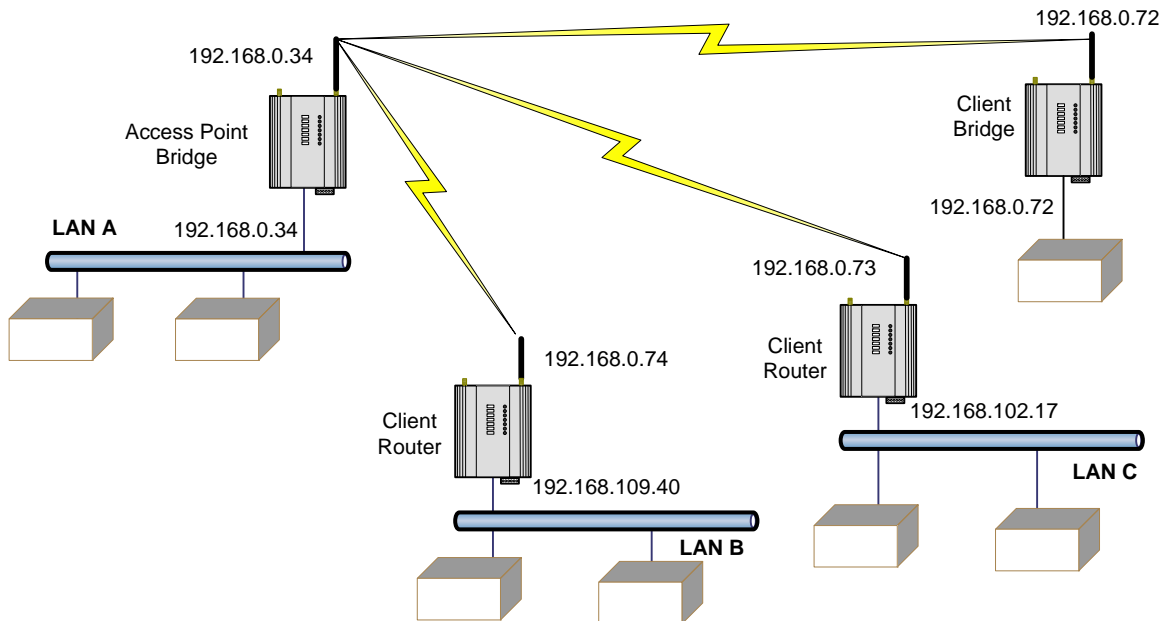 192.168.0.72
192.168.0.34
Client
Bridge
Access Point
Bridge
192.168.0.72
LAN A
192.168.0.34
192.168.0.73
Client
Router
192.168.0.74
192.168.102.17
Client
Router
LAN C
192.168.109.40
LAN B